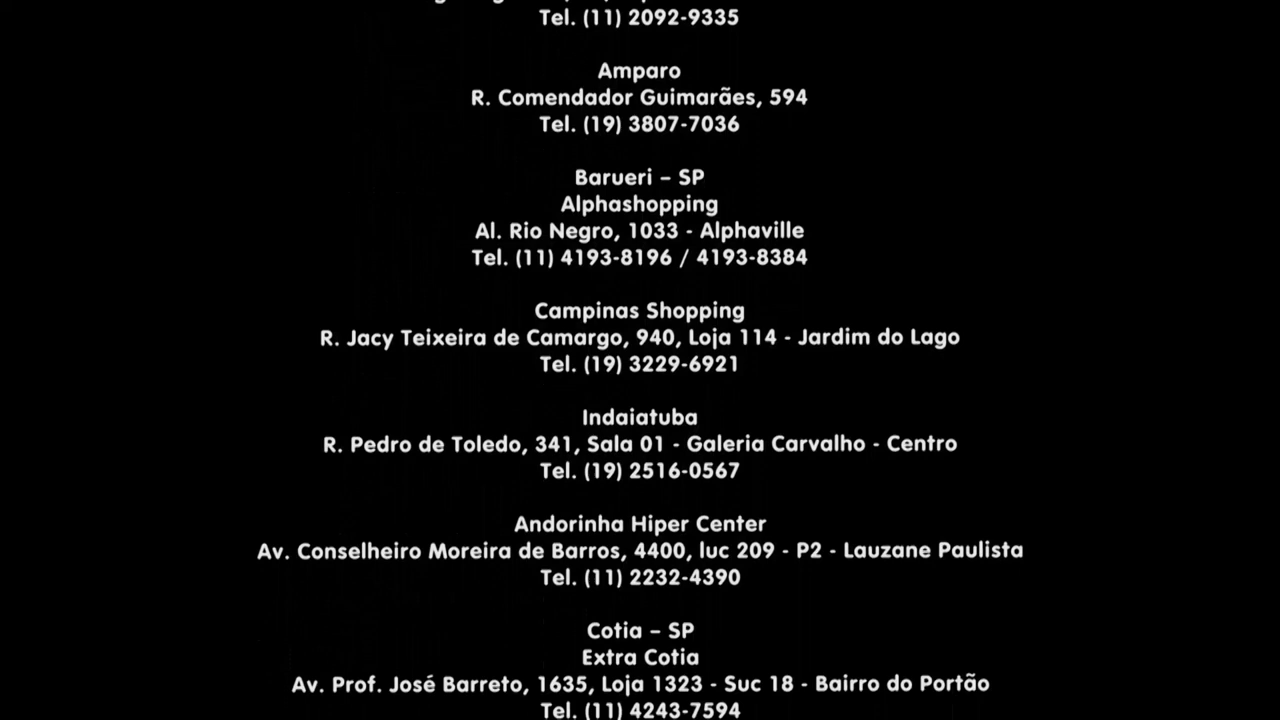 Tel. (11) 2092-9335
Amparo
R. Comendador Guimarães, 594
Tel. (19) 3807-7036
Barueri – SP
Alphashopping
Al. Rio Negro, 1033 - Alphaville
Tel. (11) 4193-8196 / 4193-8384
Campinas Shopping
R. Jacy Teixeira de Camargo, 940, Loja 114 - Jardim do Lago
Tel. (19) 3229-6921
Indaiatuba
R. Pedro de Toledo, 341, Sala 01 - Galeria Carvalho - Centro
Tel. (19) 2516-0567
Andorinha Hiper Center
Av. Conselheiro Moreira de Barros, 4400, luc 209 - P2 - Lauzane Paulista
Tel. (11) 2232-4390
Cotia – SP
Extra Cotia
Av. Prof. José Barreto, 1635, Loja 1323 - Suc 18 - Bairro do Portão
Tel. (11) 4243-7594